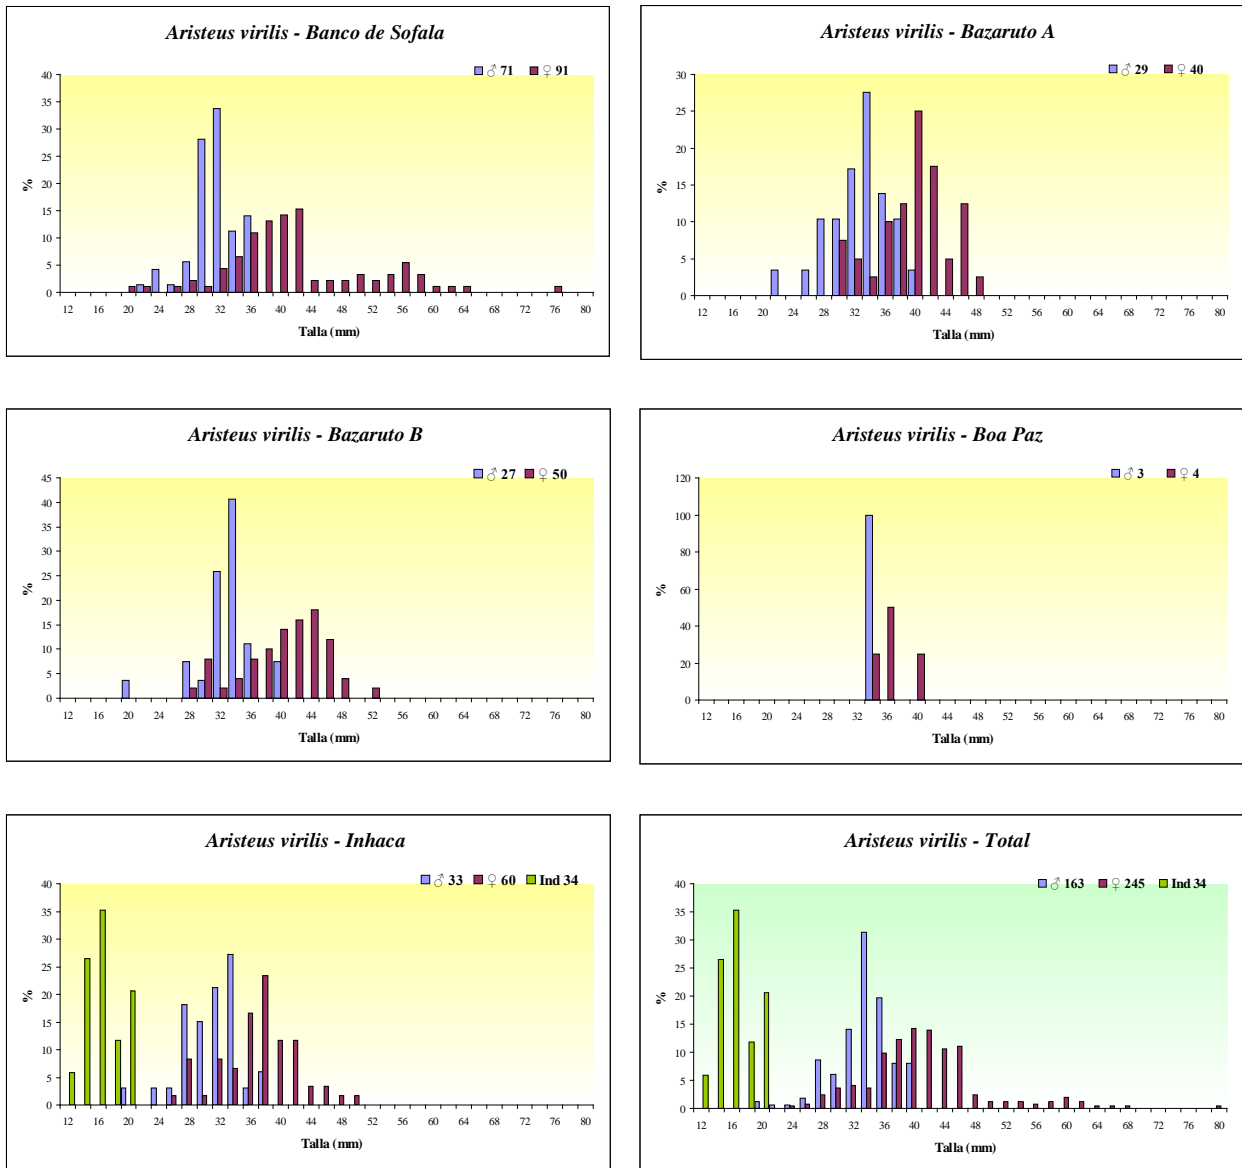 Aristeus virilis - Banco de Sofala
♂ 71 ♀ 91
40
35
30
25
20
15
10
5
0
%
12 16 20 24 28 32 36 40 44 48 52 56 60 64 68 72 76 80
Talla (mm)
Aristeus virilis - Bazaruto A
♂ 29 ♀ 40
30
25
20
15
10
5
0
%
12 16 20 24 28 32 36 40 44 48 52 56 60 64 68 72 76 80
Talla (mm)
Aristeus virilis - Bazaruto B
♂ 27 ♀ 50
45
40
35
30
25
20
15
10
5
0
%
12 16 20 24 28 32 36 40 44 48 52 56 60 64 68 72 76 80
Talla (mm)
Aristeus virilis - Boa Paz
♂ 3 ♀ 4
120
100
80
60
40
20
0
%
12 16 20 24 28 32 36 40 44 48 52 56 60 64 68 72 76 80
Talla (mm)
Aristeus virilis - Inhaca
♂ 33 ♀ 60 Ind 34
40
35
30
25
20
15
10
5
0
%
12 16 20 24 28 32 36 40 44 48 52 56 60 64 68 72 76 80
Talla (mm)
Aristeus virilis - Total
♂ 163 ♀ 245 Ind 34
40
35
30
25
20
15
10
5
0
%
12 16 20 24 28 32 36 40 44 48 52 56 60 64 68 72 76 80
Talla (mm)